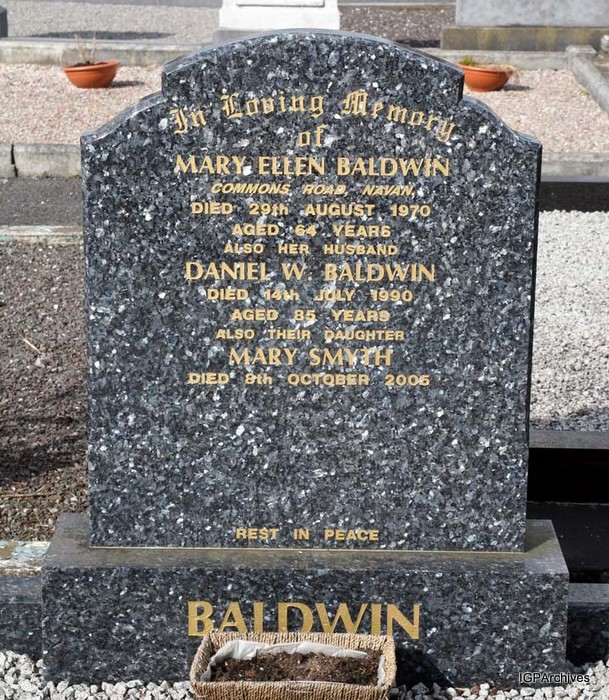 In Loving Memory
of
MARY ELLEN BALDWIN
COMMONS ROAD, NAVAN,
DIED 29th AUGUST 1970
AGED 64 YEARS
ALSO HER HUSBAND
DANIEL W. BALDWIN
DIED 14th JULY 1990
AGED 85 YEARS
ALSO THEIR DAUGHTER
MARY SMYTH
DIED 8th OCTOBER 2005
REST IN PEACE
BALDWIN
IGPArchives